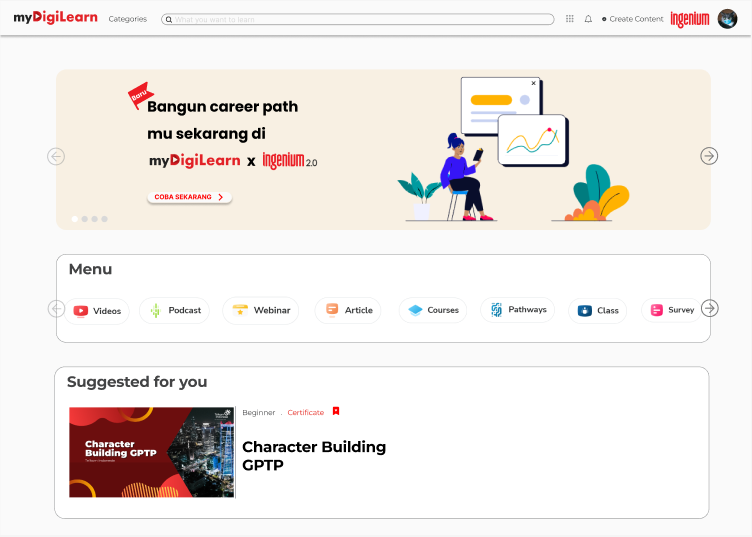 myDigiLearn
Categories
What you want to learn
Create Content
ingenium
Baru
Bangun career path
mu sekarang di
myDigiLearn x ingenium 2.0
COBA SEKARANG
Menu
Videos
Podcast
Webinar
Article
Courses
Pathways
Class
Survey
Suggested for you
Character
Building GPTP
Beginner . Certificate
Character Building
GPTP